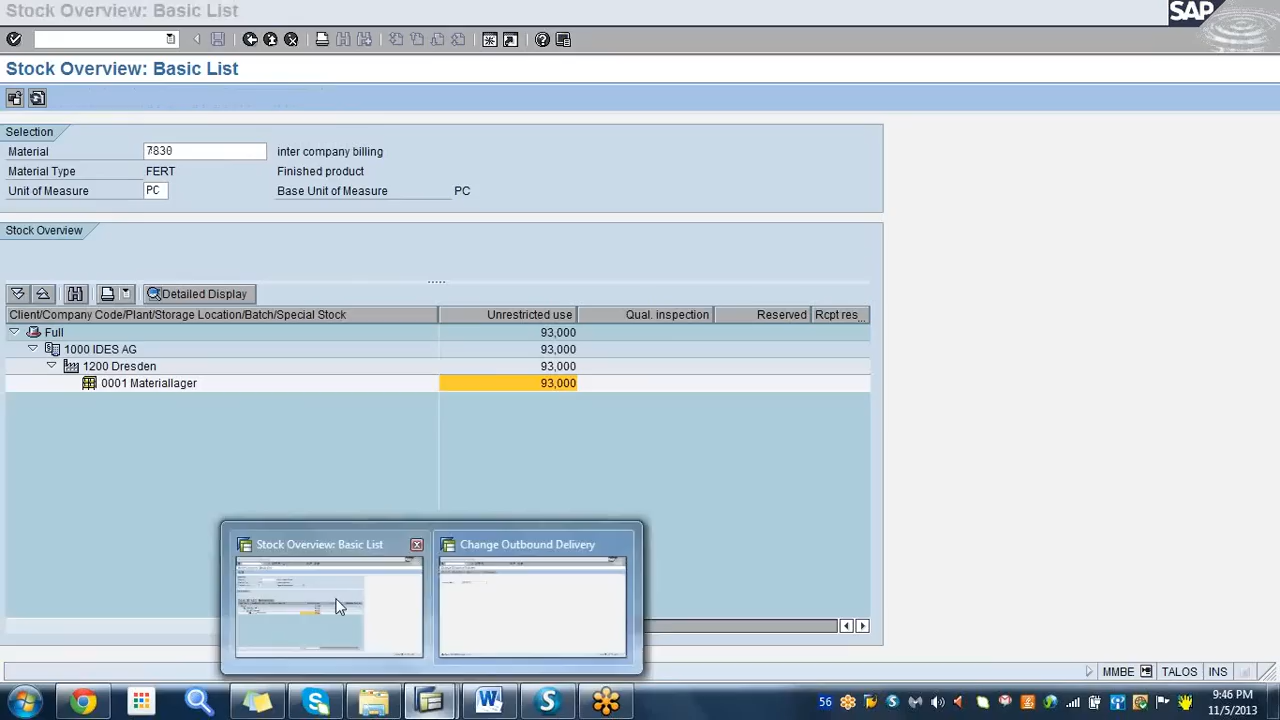 Stock Overview: Basic List
SAP
Stock Overview: Basic List
Selection
Material 7830 inter company billing
Material Type FERT Finished product
Unit of Measure PC Base Unit of Measure PC
Stock Overview
Detailed Display
Client/Company Code/Plant/Storage Location/Batch/Special Stock Unrestricted use Qual. inspection Reserved Rcpt res...
Full 93,000
1000 IDES AG 93,000
1200 Dresden 93,000
0001 Materiallager 93,000
Stock Overview: Basic List Change Outbound Delivery
MMBE TALOS INS
56 9:46 PM
11/5/2013